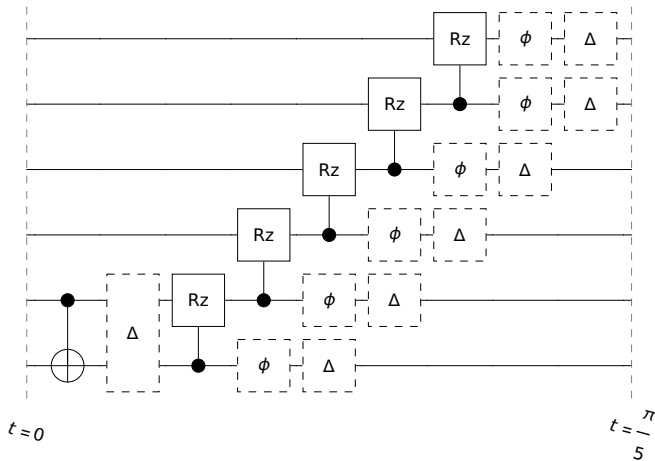 Rz ϕ Δ
Rz ϕ Δ
Rz ϕ Δ
Rz ϕ Δ
Δ Rz ϕ Δ
ϕ Δ
t = 0
t = π/5